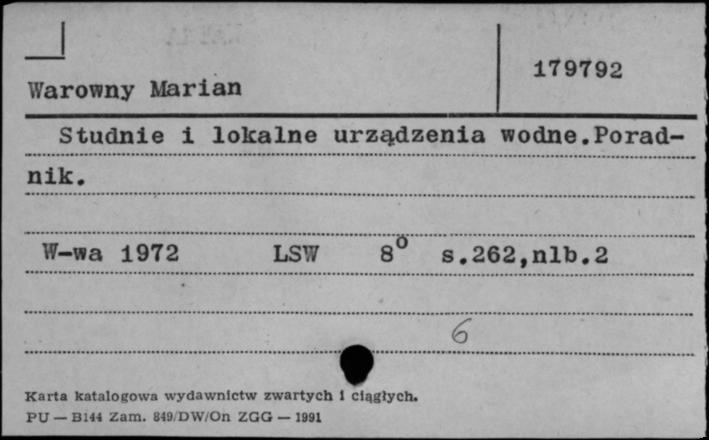 179792
Warowny Marian
Studnie i lokalne urządzenia wodne.Porad-
nik.
W-wa 1972 LSW 8° s.262,nlb.2
6
Karta katalogowa wydawnictw zwartych i ciągłych.
PU — B144 Zam. 849/DW/On ZGG — 1991